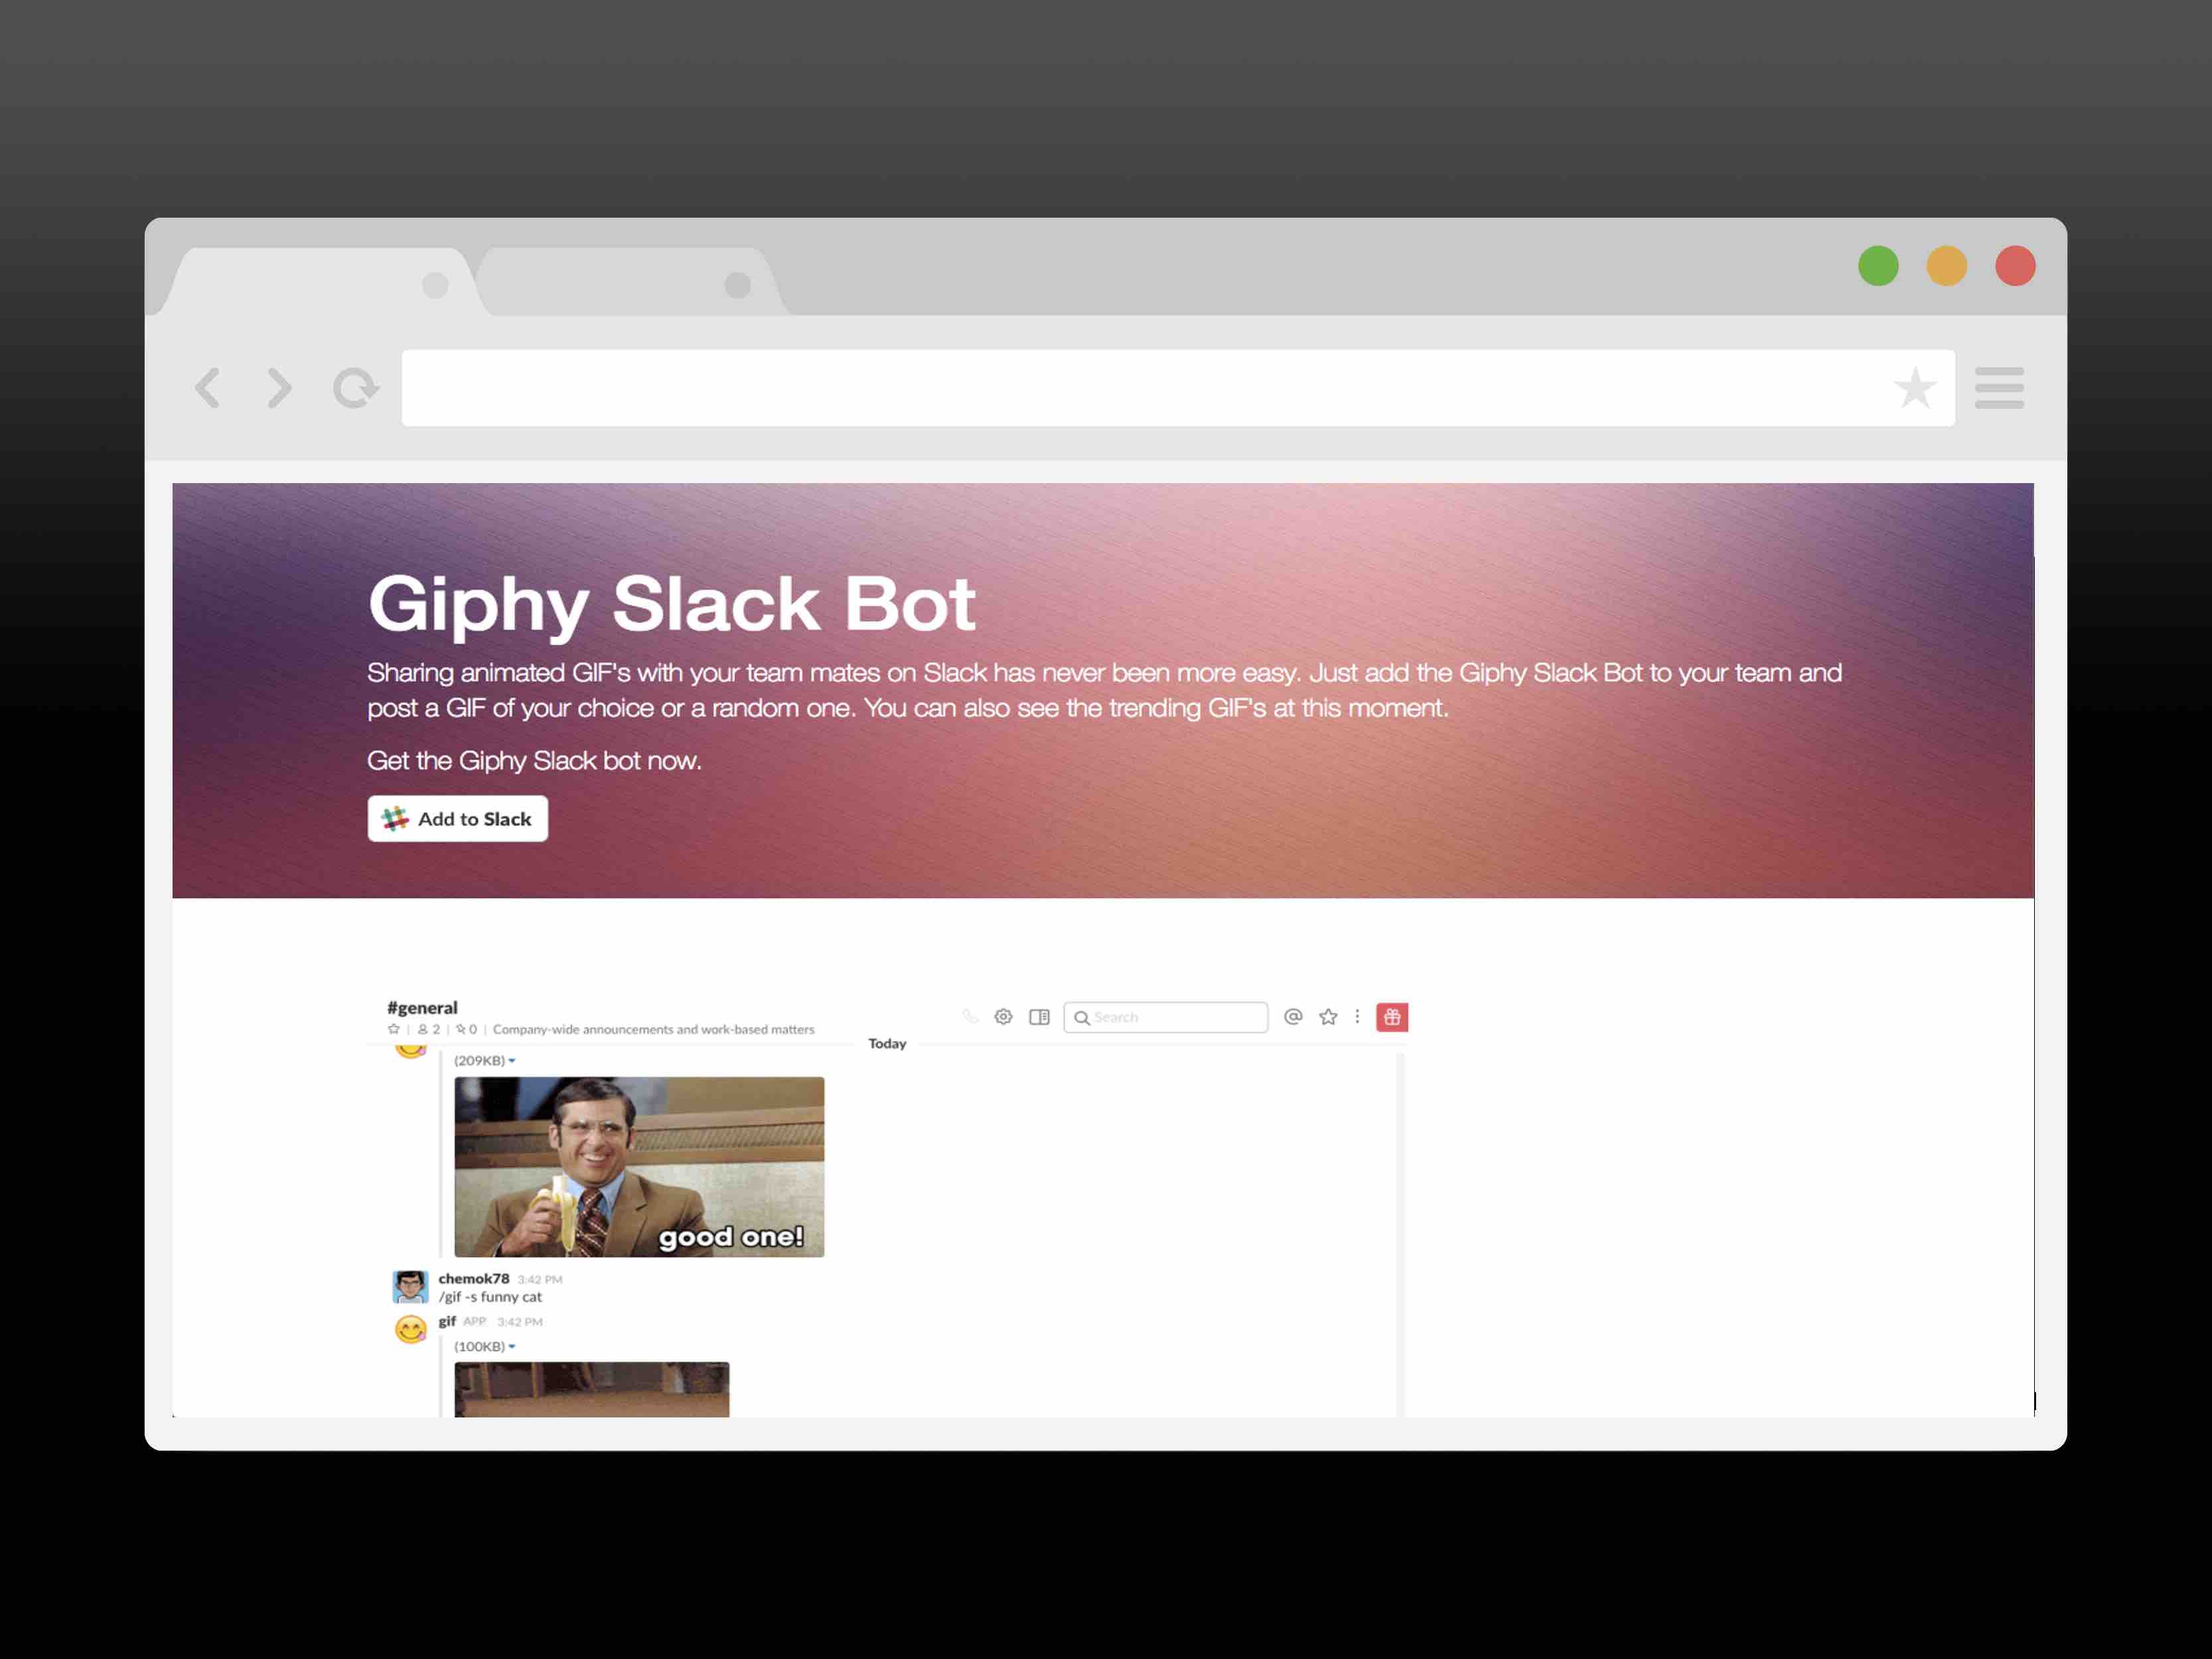 Giphy Slack Bot
Sharing animated GIF's with your team mates on Slack has never been more easy. Just add the Giphy Slack Bot to your team and
post a GIF of your choice or a random one. You can also see the trending GIF's at this moment.
Get the Giphy Slack bot now.
Add to Slack
#general
2 | 0 | Company-wide announcements and work-based matters
Search
Today
(209KB)
good one!
chemok78 3:42 PM
/gif -s funny cat
gif APP 3:42 PM
(100KB)